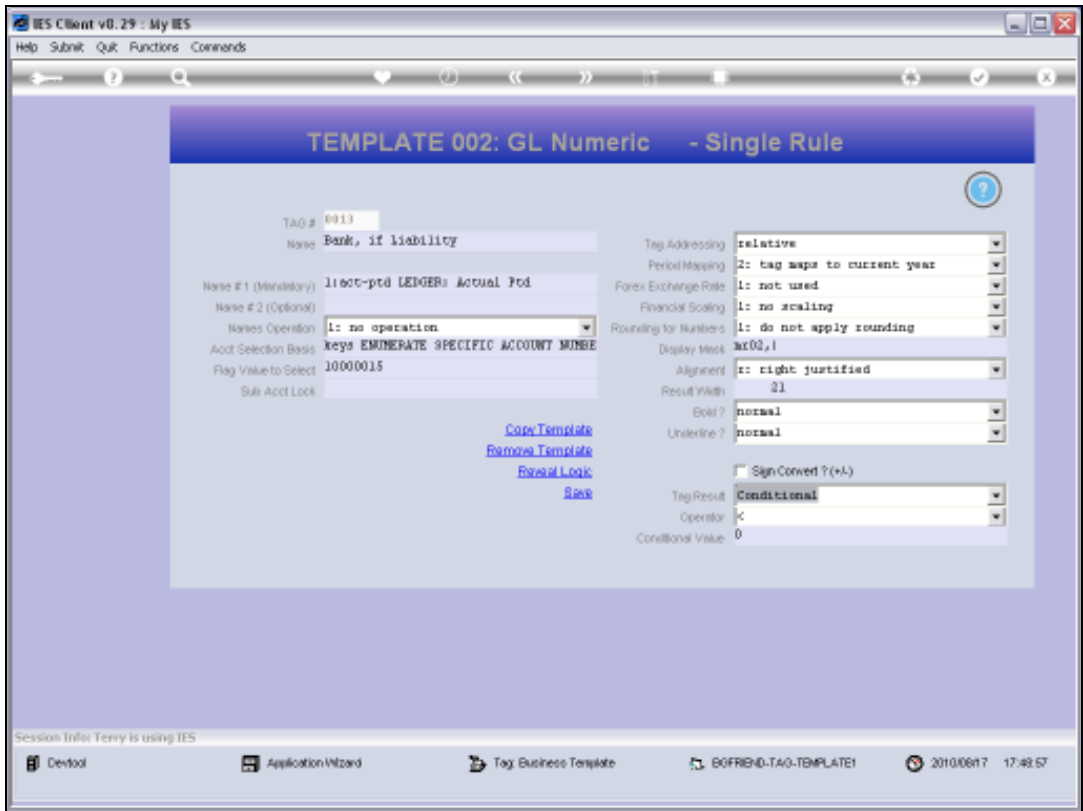 IES Client v8.29 : My IES
Help Submit Quit Functions Commands
TEMPLATE 002: GL Numeric - Single Rule
TAG # 0013
Name Bank, if liability
Name # 1 (Mandatory) 1:act-ptd LEDGER: Actual Ptd
Name # 2 (Optional)
Names Operation 1: no operation
Acct Selection Basis keys ENUMERATE SPECIFIC ACCOUNT NUMBE
Flag Value to Select 10000015
Sub Acct Lock
Copy Template
Remove Template
Reveal Logic
Save
Tag Addressing relative
Period Mapping 2: tag maps to current year
Forex Exchange Rate 1: not used
Financial Scaling 1: no scaling
Rounding for Numbers 1: do not apply rounding
Display Mask mr02,|
Alignment r: right justified
Result Width 21
Bold ? normal
Underline ? normal
Sign Convert ? (+/-)
Tag Result Conditional
Operator <
Conditional Value 0
Session Info: Terry is using IES
Devtool Application Wizard Tag: Business Template BOFRIEND-TAG-TEMPLATE1 2010/08/17 17:48:57